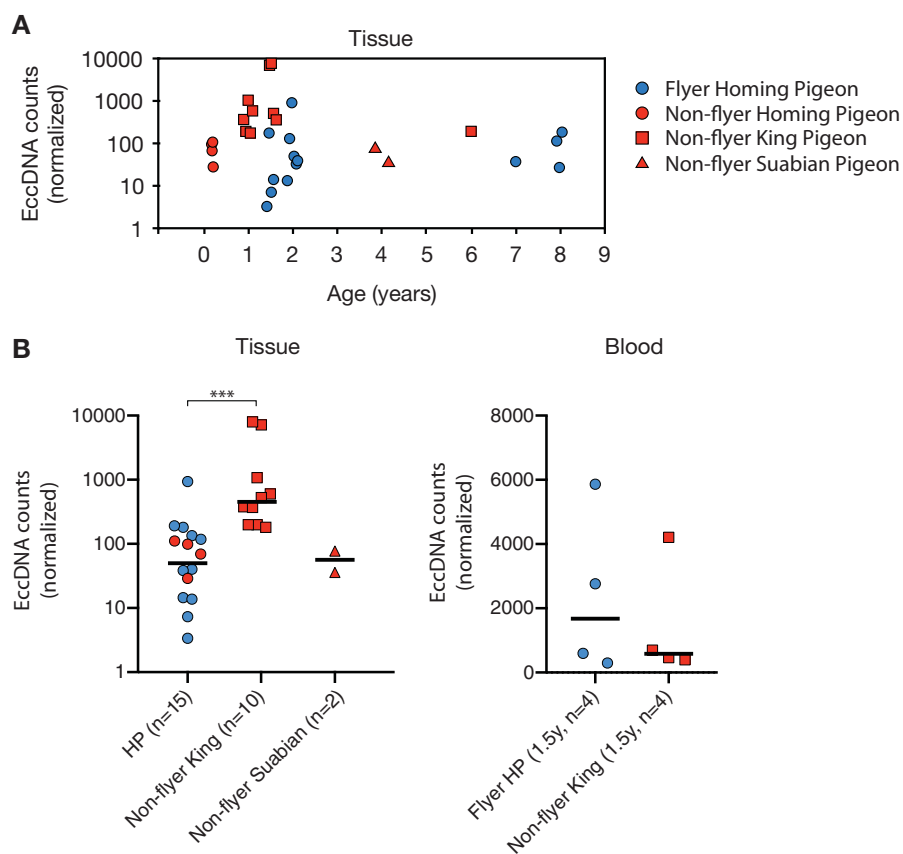 A
Tissue
EccDNA counts
(normalized)
10000
1000
100
10
1
0 1 2 3 4 5 6 7 8 9
Age (years)
Flyer Homing Pigeon
Non-flyer Homing Pigeon
Non-flyer King Pigeon
Non-flyer Suabian Pigeon
B
Tissue
EccDNA counts
(normalized)
10000
1000
100
10
1
***
HP (n=15)
Non-flyer King (n=10)
Non-flyer Suabian (n=2)
Blood
EccDNA counts
(normalized)
8000
6000
4000
2000
0
Flyer HP (1.5y, n=4)
Non-flyer King (1.5y, n=4)